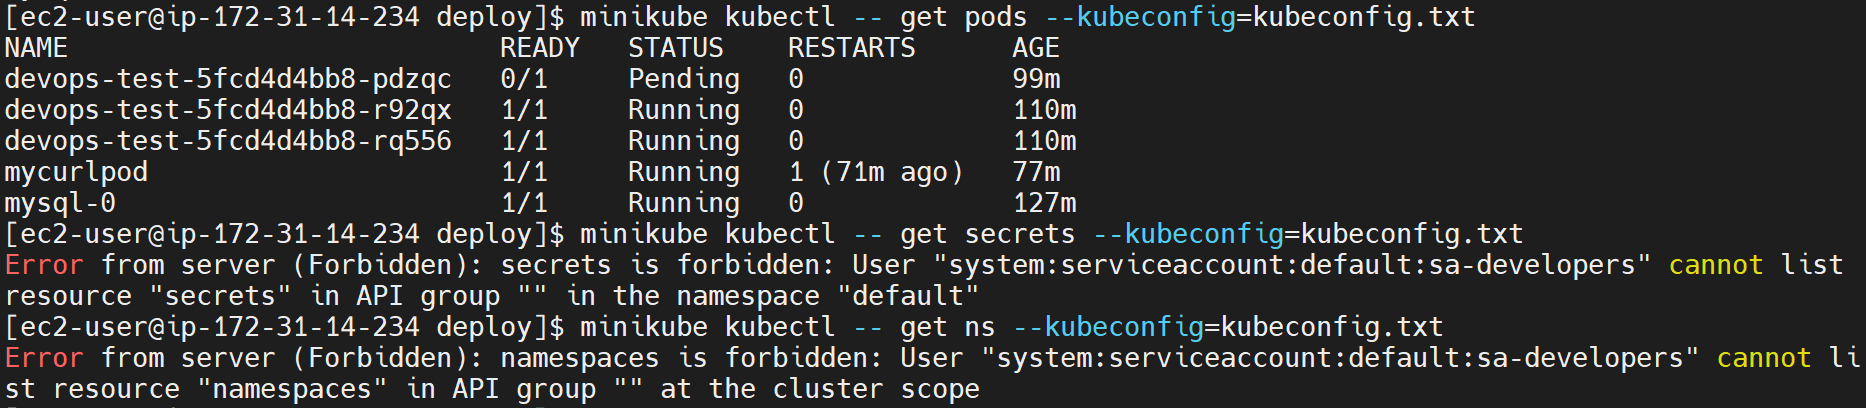 [ec2-user@ip-172-31-14-234 deploy]$ minikube kubectl -- get pods --kubeconfig=kubeconfig.txt
NAME                           READY   STATUS    RESTARTS      AGE
devops-test-5fcd4d4bb8-pdzqc   0/1     Pending   0             99m
devops-test-5fcd4d4bb8-r92qx   1/1     Running   0             110m
devops-test-5fcd4d4bb8-rq556   1/1     Running   0             110m
mycurlpod                      1/1     Running   1 (71m ago)   77m
mysql-0                        1/1     Running   0             127m
[ec2-user@ip-172-31-14-234 deploy]$ minikube kubectl -- get secrets --kubeconfig=kubeconfig.txt
Error from server (Forbidden): secrets is forbidden: User "system:serviceaccount:default:sa-developers" cannot list
resource "secrets" in API group "" in the namespace "default"
[ec2-user@ip-172-31-14-234 deploy]$ minikube kubectl -- get ns --kubeconfig=kubeconfig.txt
Error from server (Forbidden): namespaces is forbidden: User "system:serviceaccount:default:sa-developers" cannot li
st resource "namespaces" in API group "" at the cluster scope